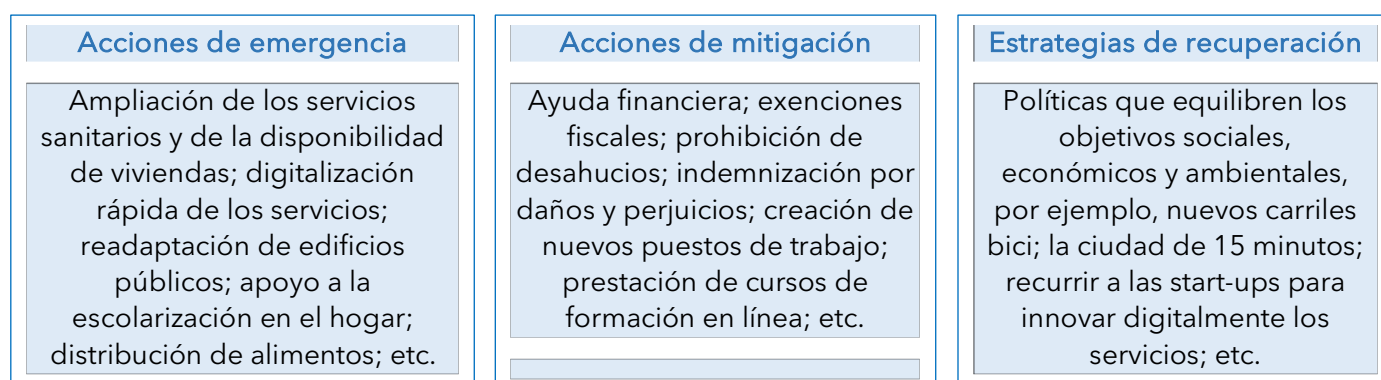 Acciones de emergencia
Ampliación de los servicios
sanitarios y de la disponibilidad
de viviendas; digitalización
rápida de los servicios;
readaptación de edificios
públicos; apoyo a la
escolarización en el hogar;
distribución de alimentos; etc.
Acciones de mitigación
Ayuda financiera; exenciones
fiscales; prohibición de
desahucios; indemnización por
daños y perjuicios; creación de
nuevos puestos de trabajo;
prestación de cursos de
formación en línea; etc.
Estrategias de recuperación
Políticas que equilibren los
objetivos sociales,
económicos y ambientales,
por ejemplo, nuevos carriles
bici; la ciudad de 15 minutos;
recurrir a las start-ups para
innovar digitalmente los
servicios; etc.